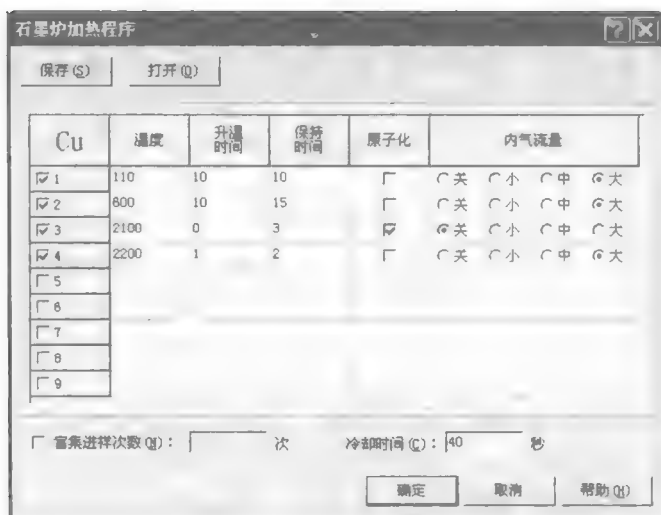 石墨炉加热程序
保存(S) 打开(O)
Cu 温度 升温时间 保持时间 原子化 内气流量
1 110 10 10 关 小 中 大
2 600 10 15 关 小 中 大
3 2100 0 3 关 小 中 大
4 2200 1 2 关 小 中 大
5
6
7
8
9
富集进样次数(N)： 次 冷却时间(C)：40 秒
确定 取消 帮助(H)